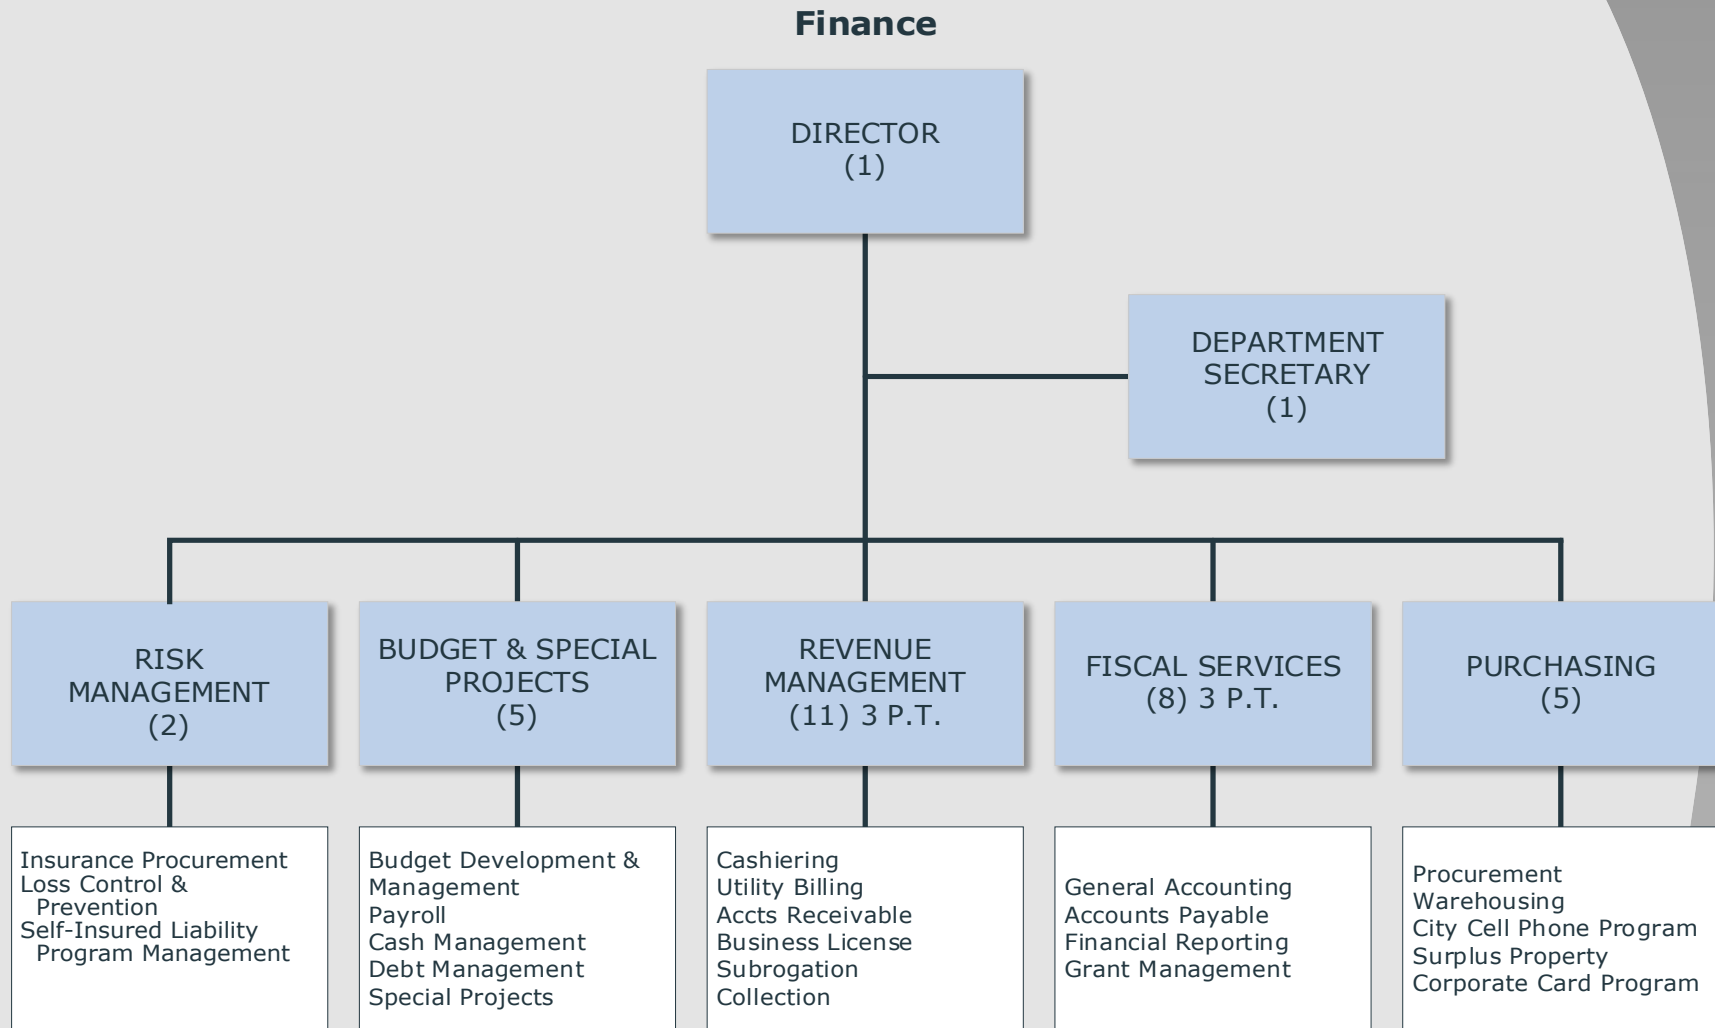 Finance
DIRECTOR
(1)
DEPARTMENT
SECRETARY
(1)
RISK
MANAGEMENT
(2)
BUDGET & SPECIAL
PROJECTS
(5)
REVENUE
MANAGEMENT
(11) 3 P.T.
FISCAL SERVICES
(8) 3 P.T.
PURCHASING
(5)
Insurance Procurement
Loss Control &
Prevention
Self-Insured Liability
Program Management
Budget Development &
Management
Payroll
Cash Management
Debt Management
Special Projects
Cashiering
Utility Billing
Accts Receivable
Business License
Subrogation
Collection
General Accounting
Accounts Payable
Financial Reporting
Grant Management
Procurement
Warehousing
City Cell Phone Program
Surplus Property
Corporate Card Program